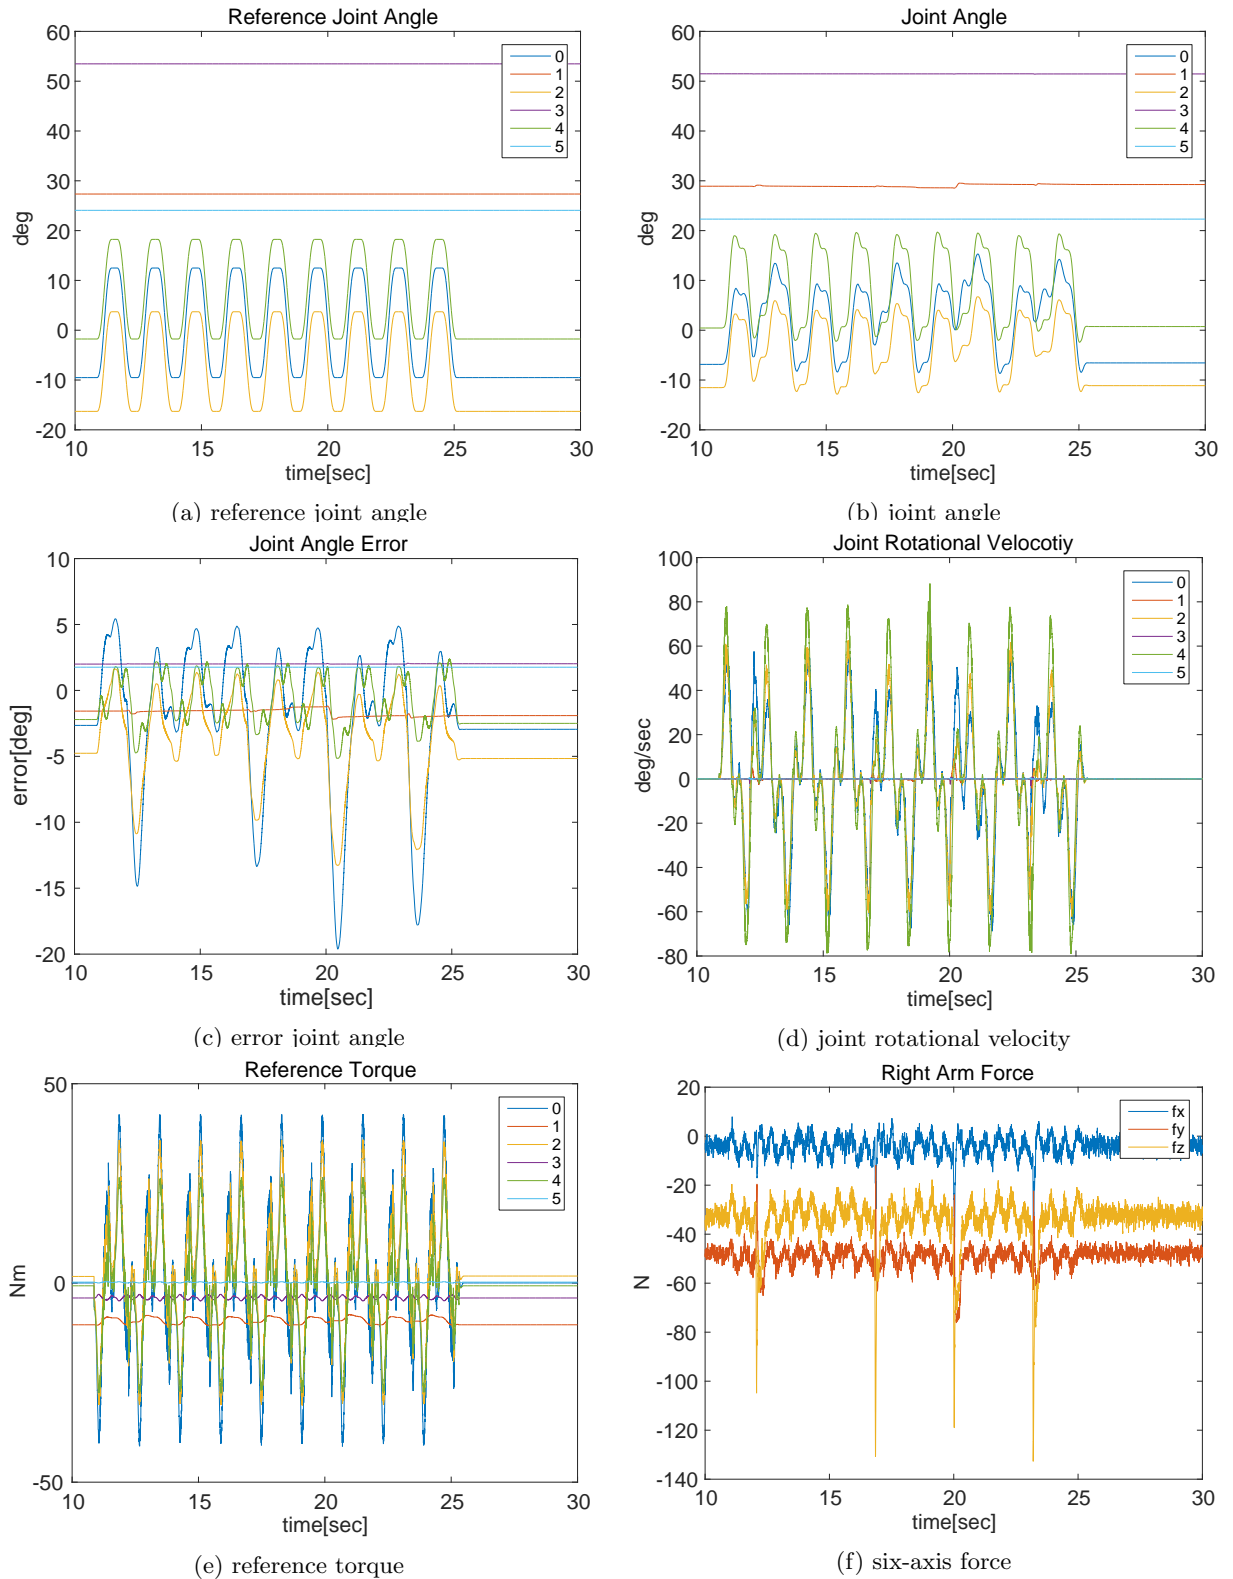 Reference Joint Angle
60
50
40
30
20
10
0
-10
-20
deg
10 15 20 25 30
time[sec]
0
1
2
3
4
5
(a) reference joint angle
Joint Angle
60
50
40
30
20
10
0
-10
-20
deg
10 15 20 25 30
time[sec]
0
1
2
3
4
5
(b) joint angle
Joint Angle Error
10
5
0
-5
-10
-15
-20
error[deg]
10 15 20 25 30
time[sec]
(c) error joint angle
Joint Rotational Velocotiy
100
80
60
40
20
0
-20
-40
-60
-80
deg/sec
10 15 20 25 30
time[sec]
0
1
2
3
4
5
(d) joint rotational velocity
Reference Torque
50
0
-50
Nm
10 15 20 25 30
time[sec]
0
1
2
3
4
5
(e) reference torque
Right Arm Force
20
0
-20
-40
-60
-80
-100
-120
-140
N
10 15 20 25 30
time[sec]
fx
fy
fz
(f) six-axis force